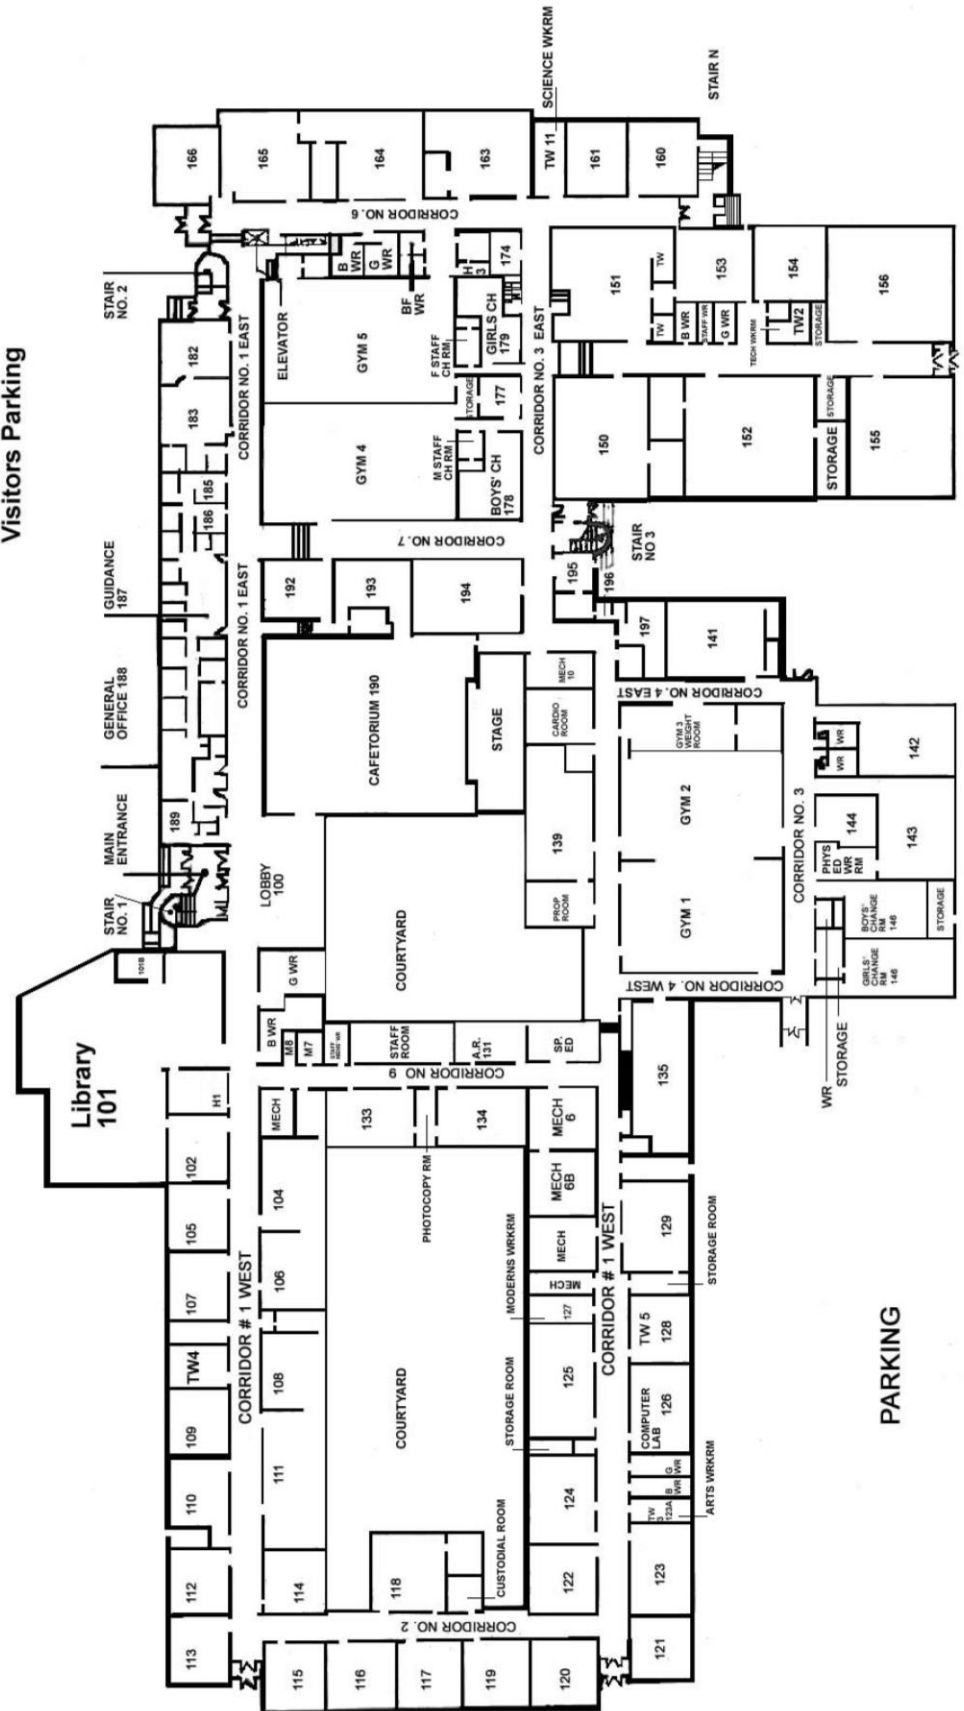 Visitors Parking
STAIR
NO. 1
MAIN
ENTRANCE
GENERAL
OFFICE 188
GUIDANCE
187
STAIR
NO. 2
Library
101
101B
H1
113
112
110
109
TW4
107
105
102
189
186
185
183
182
166
CORRIDOR # 1 WEST
LOBBY
100
CORRIDOR NO. 1 EAST
CORRIDOR NO. 1 EAST
ELEVATOR
CORRIDOR NO. 6
165
164
163
TW 11
SCIENCE WKRM
161
160
STAIR N
115
116
117
119
120
CORRIDOR NO. 2
114
111
108
106
104
MECH
118
CUSTODIAL ROOM
COURTYARD
133
PHOTOCOPY RM
134
CORRIDOR NO 9
B WR
G WR
M8
M7
STAFF
ROOM
A.R.
131
SP.
ED
COURTYARD
CAFETORIUM 190
STAGE
192
193
194
CORRIDOR NO. 7
GYM 4
GYM 5
B
WR
G
WR
BF
WR
H
3
174
F STAFF
CH RM
GIRLS CH
179
STORAGE
177
M STAFF
CH RM
BOYS' CH
178
CORRIDOR NO. 3 EAST
122
124
STORAGE ROOM
125
MODERNS WRKRM
127
MECH
MECH
MECH
6B
MECH
6
PROP
ROOM
139
CARDIO
ROOM
MECH
10
195
196
STAIR
NO 3
197
141
CORRIDOR NO. 4 EAST
150
151
TW
TW
152
153
154
B WR
STAFF WR
G WR
TECH WKRM
TW2
STORAGE
STORAGE
STORAGE
155
156
CORRIDOR # 1 WEST
121
123
TW
3
123A
ARTS WRKRM
B
WR
G
WR
COMPUTER
LAB
126
TW 5
128
STORAGE ROOM
129
135
CORRIDOR NO. 4 WEST
GYM 1
GYM 2
GYM 3
WEIGHT
ROOM
CORRIDOR NO. 3
WR
STORAGE
GIRLS'
CHANGE
RM
146
BOYS'
CHANGE
RM
146
STORAGE
PHYS
ED
WR
RM
144
143
WR
WR
142
PARKING